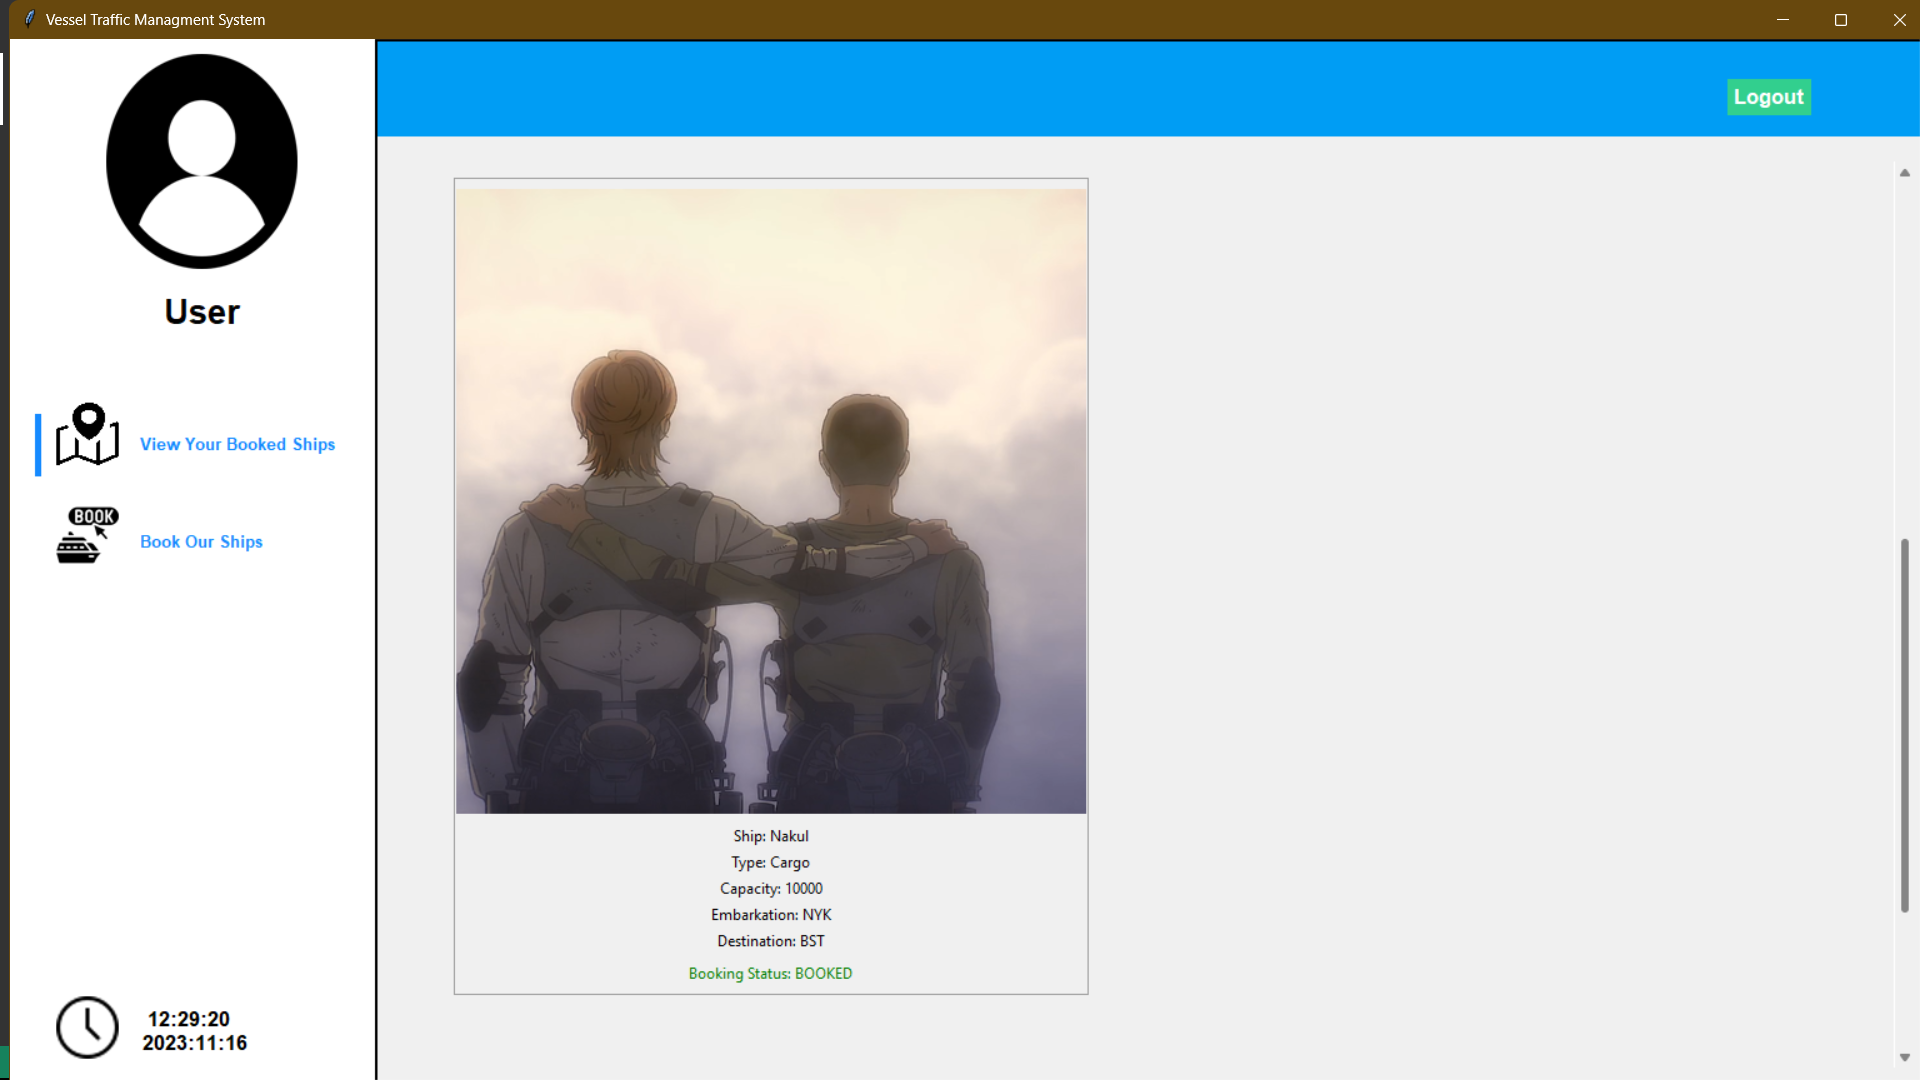 Vessel Traffic Managment System
Logout
User
View Your Booked Ships
BOOK
Book Our Ships
Ship: Nakul
Type: Cargo
Capacity: 10000
Embarkation: NYK
Destination: BST
Booking Status: BOOKED
12:29:20
2023:11:16